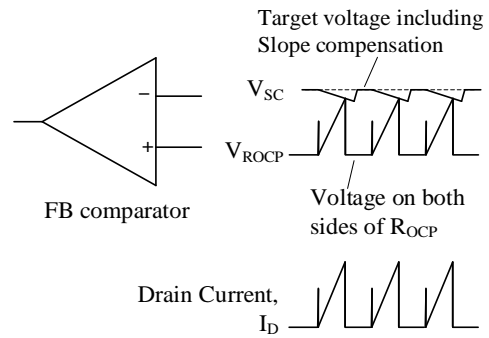 Target voltage including
Slope compensation
V_SC
−
+
V_ROCP
FB comparator
Voltage on both
sides of R_OCP
Drain Current,
I_D